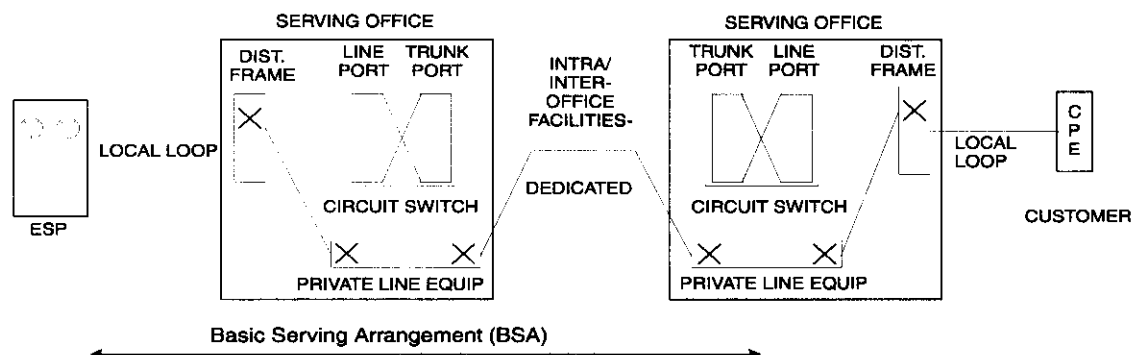 SERVING OFFICE
DIST.
FRAME
LINE
PORT
TRUNK
PORT
CIRCUIT SWITCH
PRIVATE LINE EQUIP
ESP
LOCAL LOOP
INTRA/
INTER-
OFFICE
FACILITIES-
DEDICATED
SERVING OFFICE
TRUNK
PORT
LINE
PORT
DIST.
FRAME
CIRCUIT SWITCH
PRIVATE LINE EQUIP
LOCAL
LOOP
C
P
E
CUSTOMER
Basic Serving Arrangement (BSA)